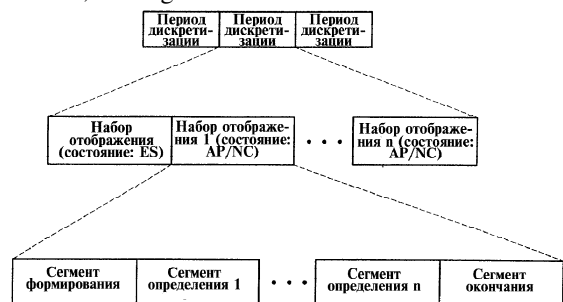 Период Период Период
дискрети- дискрети- дискрети-
зации зации зации
Набор
отображения
(состояние: ES)
Набор отображе-
ния 1 (состояние:
AP/NC)
• • •
Набор отображе-
ния n (состояние:
AP/NC)
Сегмент
формирования
Сегмент
определения 1
• • •
Сегмент
определения n
Сегмент
окончания